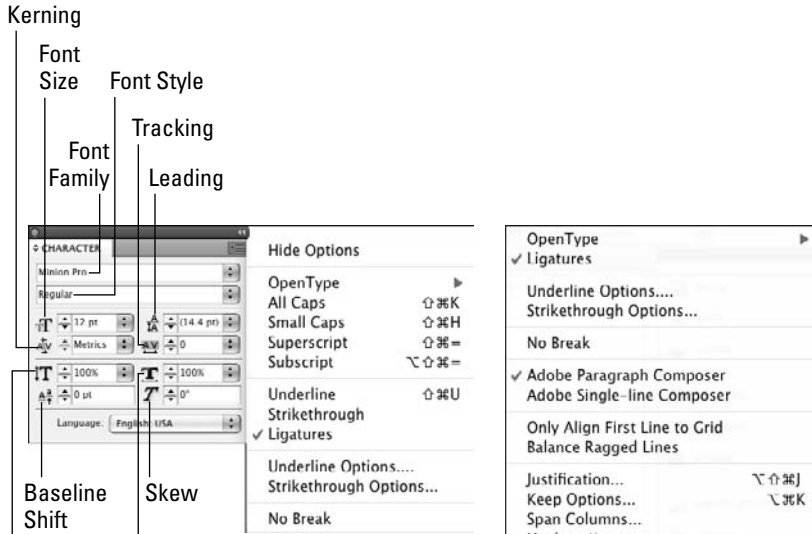 Kerning
Font
Size
Font Style
Tracking
Font
Family
Leading
CHARACTER
Minion Pro
Regular
12 pt
(14.4 pt)
Metrics
0
100%
100%
0 pt
0°
Language: English: USA
Baseline
Shift
Skew
Hide Options
OpenType
All Caps ⇧⌘K
Small Caps ⇧⌘H
Superscript ⇧⌘=
Subscript ⌥⇧⌘=
Underline ⇧⌘U
Strikethrough
✓ Ligatures
Underline Options....
Strikethrough Options...
No Break
OpenType
✓ Ligatures
Underline Options....
Strikethrough Options...
No Break
✓ Adobe Paragraph Composer
Adobe Single-line Composer
Only Align First Line to Grid
Balance Ragged Lines
Justification... ⌥⇧⌘J
Keep Options... ⌥⌘K
Span Columns...